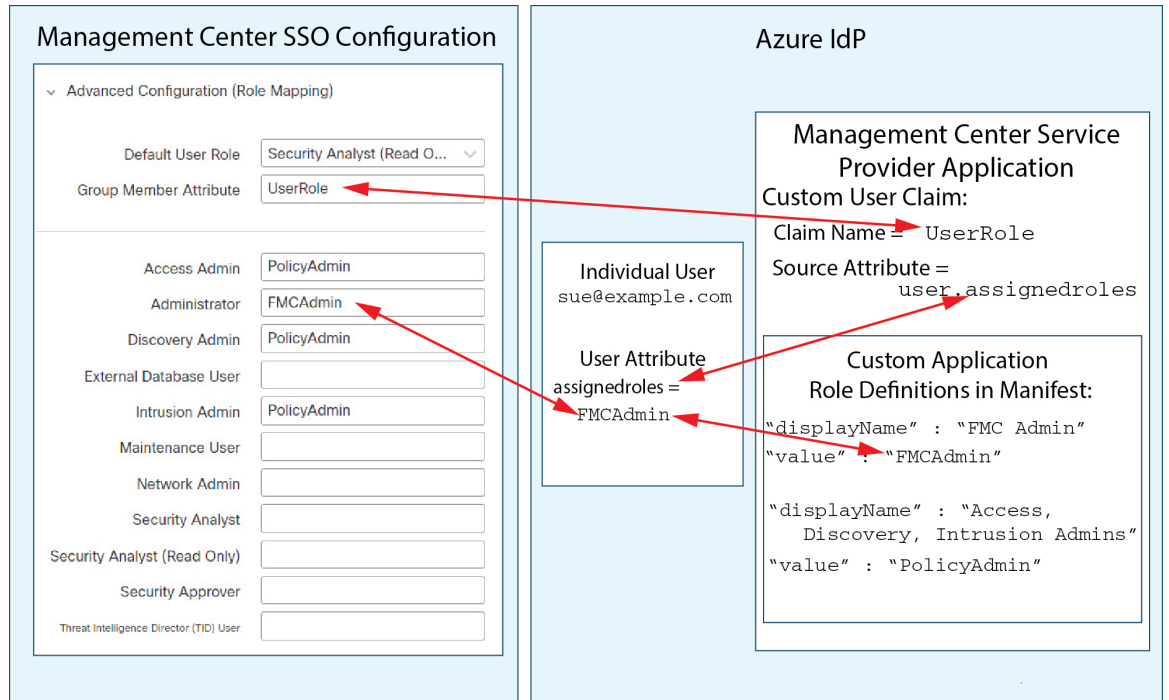 Management Center SSO Configuration
Advanced Configuration (Role Mapping)
Default User Role Security Analyst (Read O...
Group Member Attribute UserRole
Access Admin PolicyAdmin
Administrator FMCAdmin
Discovery Admin PolicyAdmin
External Database User
Intrusion Admin PolicyAdmin
Maintenance User
Network Admin
Security Analyst
Security Analyst (Read Only)
Security Approver
Threat Intelligence Director (TID) User
Azure IdP
Individual User
sue@example.com
User Attribute
assignedroles =
FMCAdmin
Management Center Service
Provider Application
Custom User Claim:
Claim Name = UserRole
Source Attribute =
user.assignedroles
Custom Application
Role Definitions in Manifest:
“displayName” : “FMC Admin”
“value” : “FMCAdmin”
“displayName” : “Access,
Discovery, Intrusion Admins”
“value” : “PolicyAdmin”